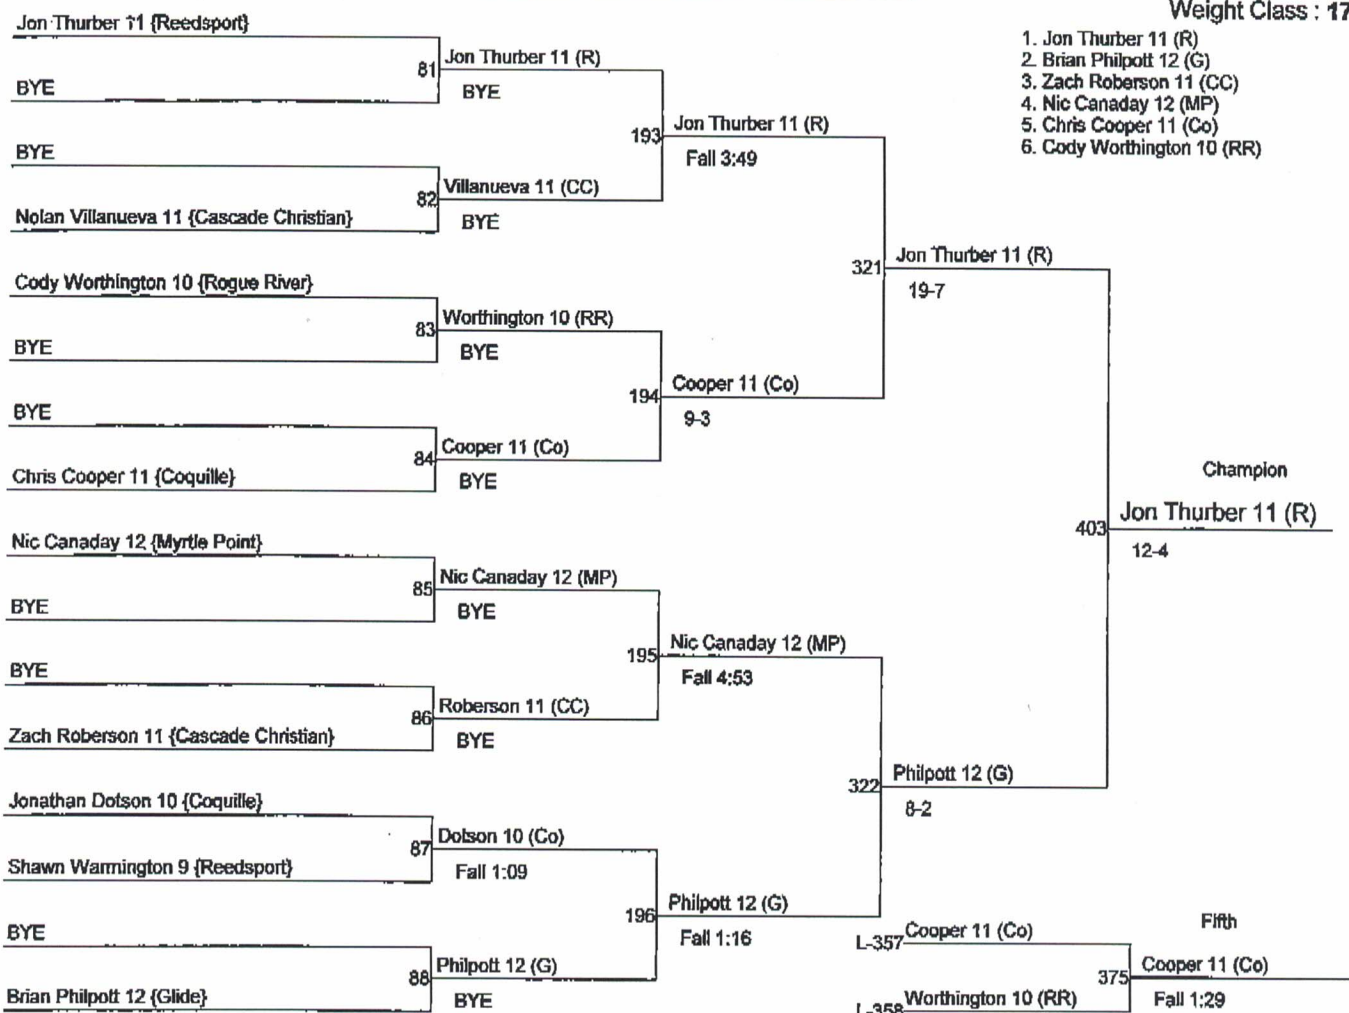 Weight Class : 17
1. Jon Thurber 11 (R)
2. Brian Philpott 12 (G)
3. Zach Roberson 11 (CC)
4. Nic Canaday 12 (MP)
5. Chris Cooper 11 (Co)
6. Cody Worthington 10 (RR)
Jon Thurber 11 {Reedsport}
BYE
81
Jon Thurber 11 (R)
BYE
BYE
Nolan Villanueva 11 {Cascade Christian}
82
Villanueva 11 (CC)
BYE
193
Jon Thurber 11 (R)
Fall 3:49
Cody Worthington 10 {Rogue River}
BYE
83
Worthington 10 (RR)
BYE
BYE
Chris Cooper 11 {Coquille}
84
Cooper 11 (Co)
BYE
194
Cooper 11 (Co)
9-3
321
Jon Thurber 11 (R)
19-7
Nic Canaday 12 {Myrtle Point}
BYE
85
Nic Canaday 12 (MP)
BYE
BYE
Zach Roberson 11 {Cascade Christian}
86
Roberson 11 (CC)
BYE
195
Nic Canaday 12 (MP)
Fall 4:53
Jonathan Dotson 10 {Coquille}
Shawn Warmington 9 {Reedsport}
87
Dotson 10 (Co)
Fall 1:09
BYE
Brian Philpott 12 {Glide}
88
Philpott 12 (G)
BYE
196
Philpott 12 (G)
Fall 1:16
322
Philpott 12 (G)
8-2
Champion
403
Jon Thurber 11 (R)
12-4
Fifth
L-357 Cooper 11 (Co)
L-358 Worthington 10 (RR)
375
Cooper 11 (Co)
Fall 1:29